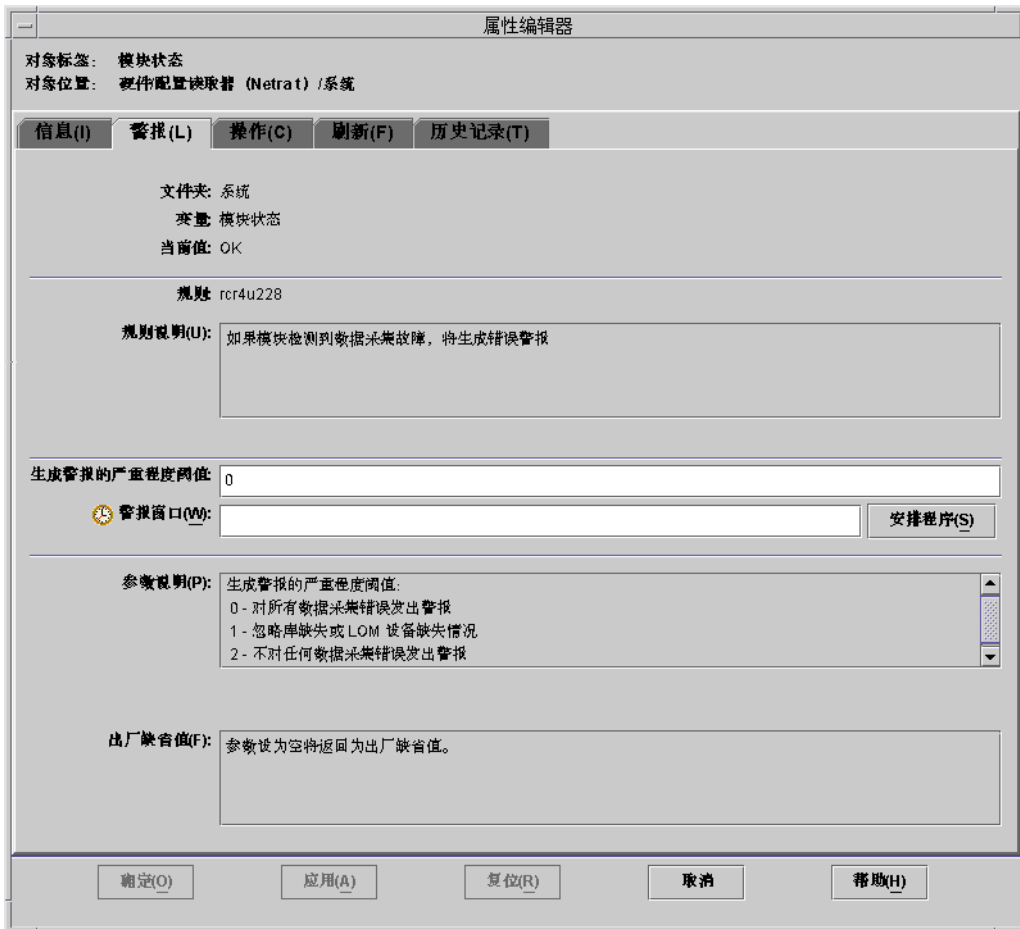 属性编辑器
对象标签: 模块状态
对象位置: 硬件配置读取器 (Netra t) /系统
信息(I) 警报(L) 操作(C) 刷新(F) 历史记录(T)
文件夹: 系统
变量: 模块状态
当前值: OK
规则: rcr4u228
规则说明(U): 如果模块检测到数据采集故障，将生成错误警报
生成警报的严重程度阈值: 0
警报窗口(W): 安排程序(S)
参数说明(P): 生成警报的严重程度阈值:
0 - 对所有数据采集错误发出警报
1 - 忽略库缺失或 LOM 设备缺失情况
2 - 不对任何数据采集错误发出警报
出厂缺省值(F): 参数设为空将返回为出厂缺省值。
确定(O) 应用(A) 复位(R) 取消 帮助(H)